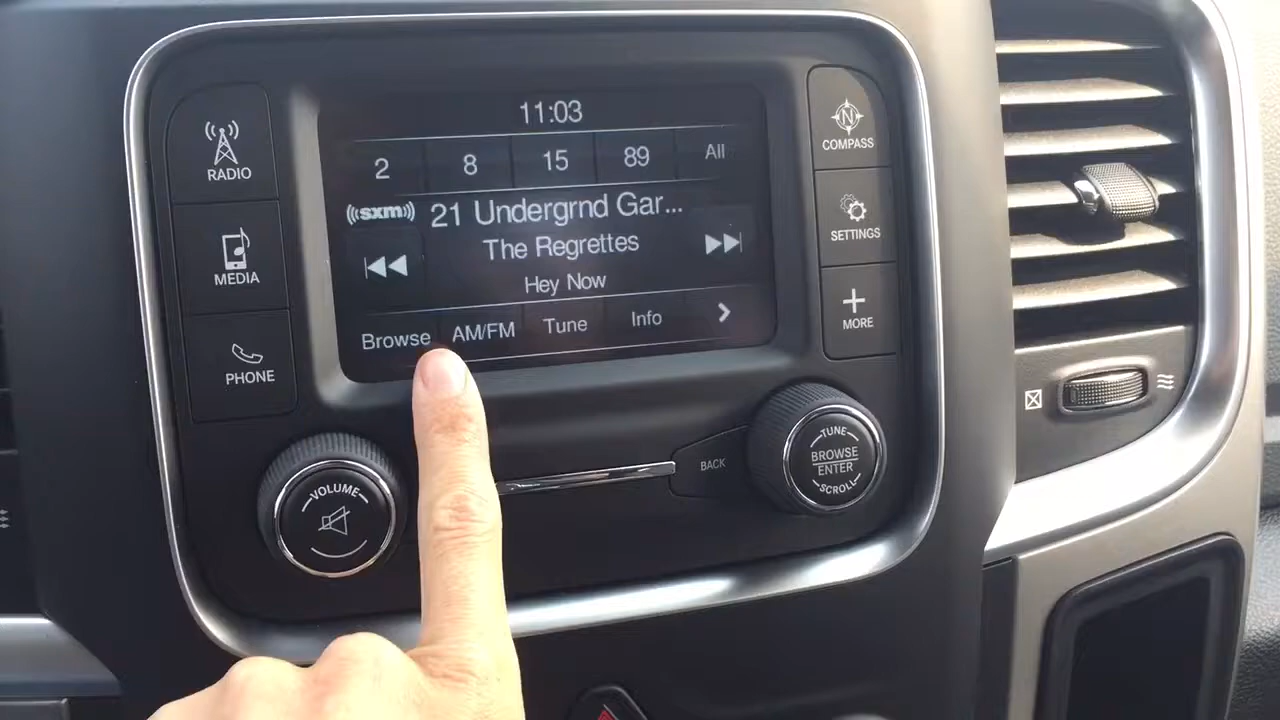 11:03
2 8 15 89 All
((sxm)) 21 Undergrnd Gar...
The Regrettes
Hey Now
Browse AM/FM Tune Info
RADIO
MEDIA
PHONE
N
COMPASS
SETTINGS
MORE
VOLUME
BACK
TUNE
BROWSE
ENTER
SCROLL